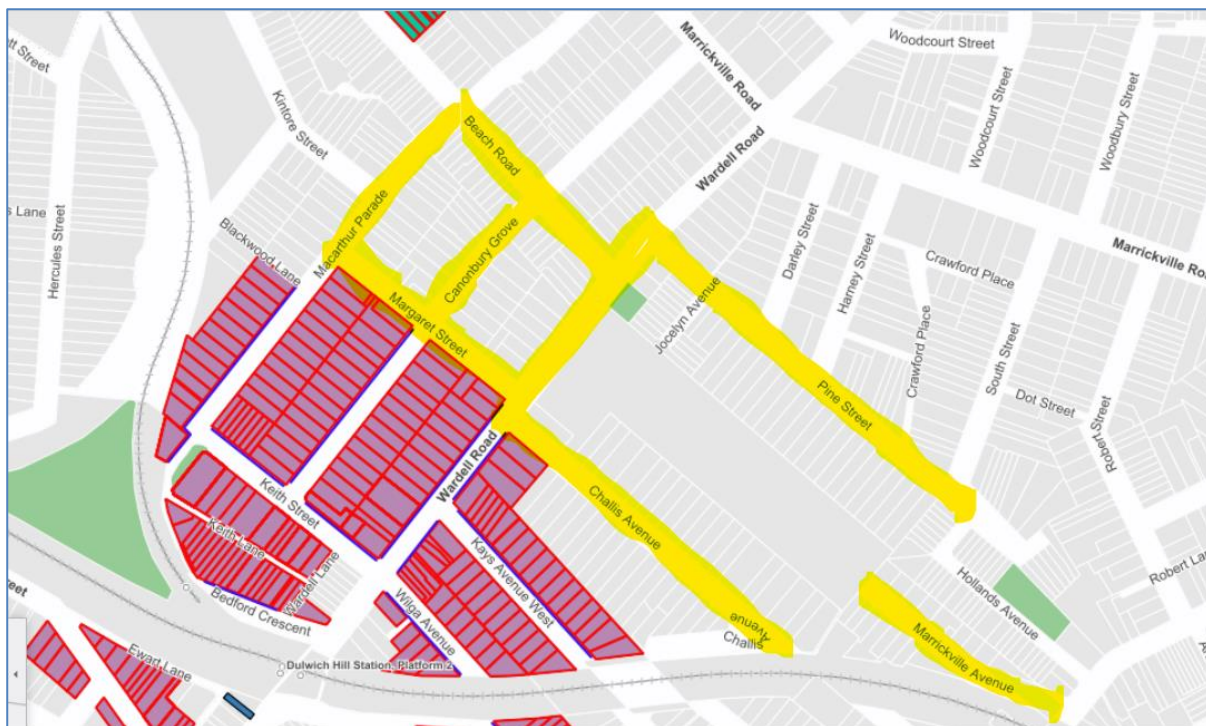 Woodcourt Street
Marrickville Road
Kintore Street
Beach Road
Wardell Road
Woodcourt Street
Woodbury Street
Hercules Street
Macarthur Parade
Blackwood Lane
Canonbury Grove
Margaret Street
Jocelyn Avenue
Darley Street
Harney Street
Crawford Place
Crawford Place
Marrickville
South Street
Dot Street
Robert Street
Pine Street
Wardell Road
Keith Street
Keith Lane
Challis Avenue
Kays Avenue West
Wardell Lane
Bedford Crescent
Wilga Avenue
Challis
Avenue
Hollands Avenue
Marrickville Avenue
Robert
Ewart Lane
Dulwich Hill Station, Platform 2
Street
Lane